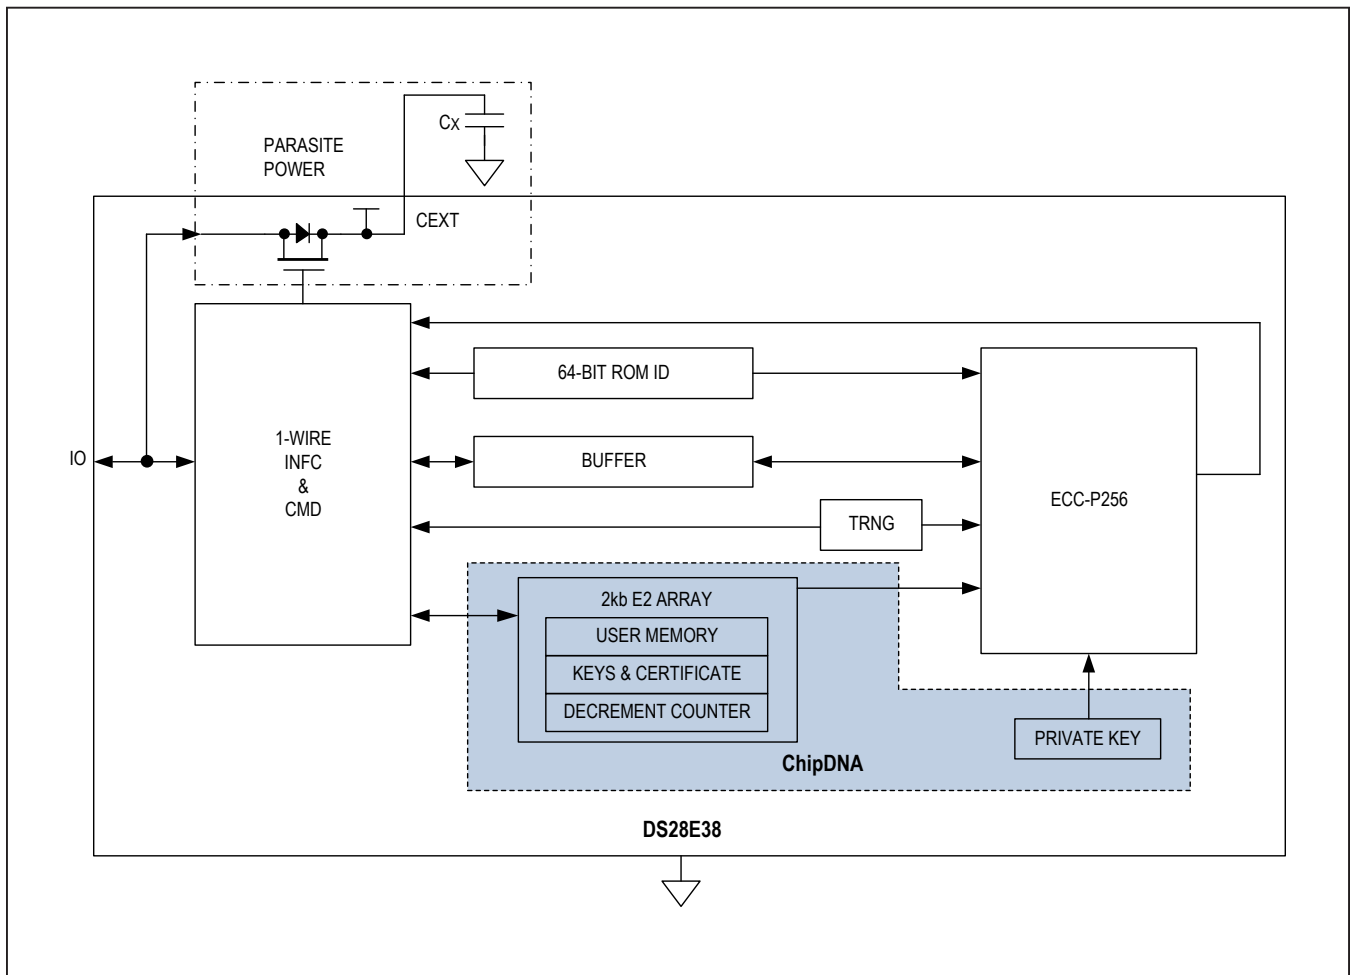 PARASITE
POWER
Cx
CEXT
64-BIT ROM ID
1-WIRE
INFC
&
CMD
IO
BUFFER
ECC-P256
TRNG
2kb E2 ARRAY
USER MEMORY
KEYS & CERTIFICATE
DECREMENT COUNTER
PRIVATE KEY
ChipDNA
DS28E38